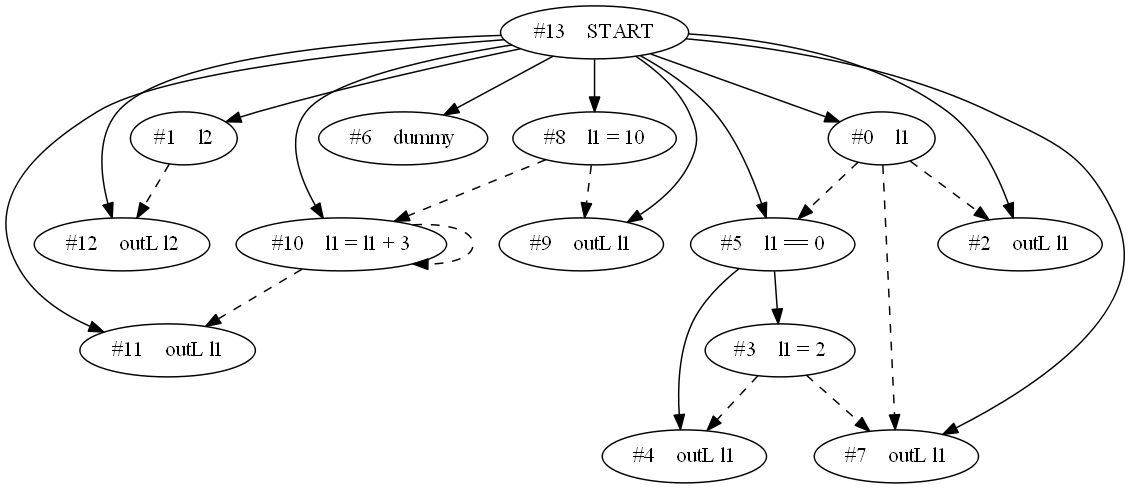 #13 START
#1 l2
#6 dummy
#8 l1 = 10
#0 l1
#12 outL l2
#10 l1 = l1 + 3
#9 outL l1
#5 l1 == 0
#2 outL l1
#11 outL l1
#3 l1 = 2
#4 outL l1
#7 outL l1